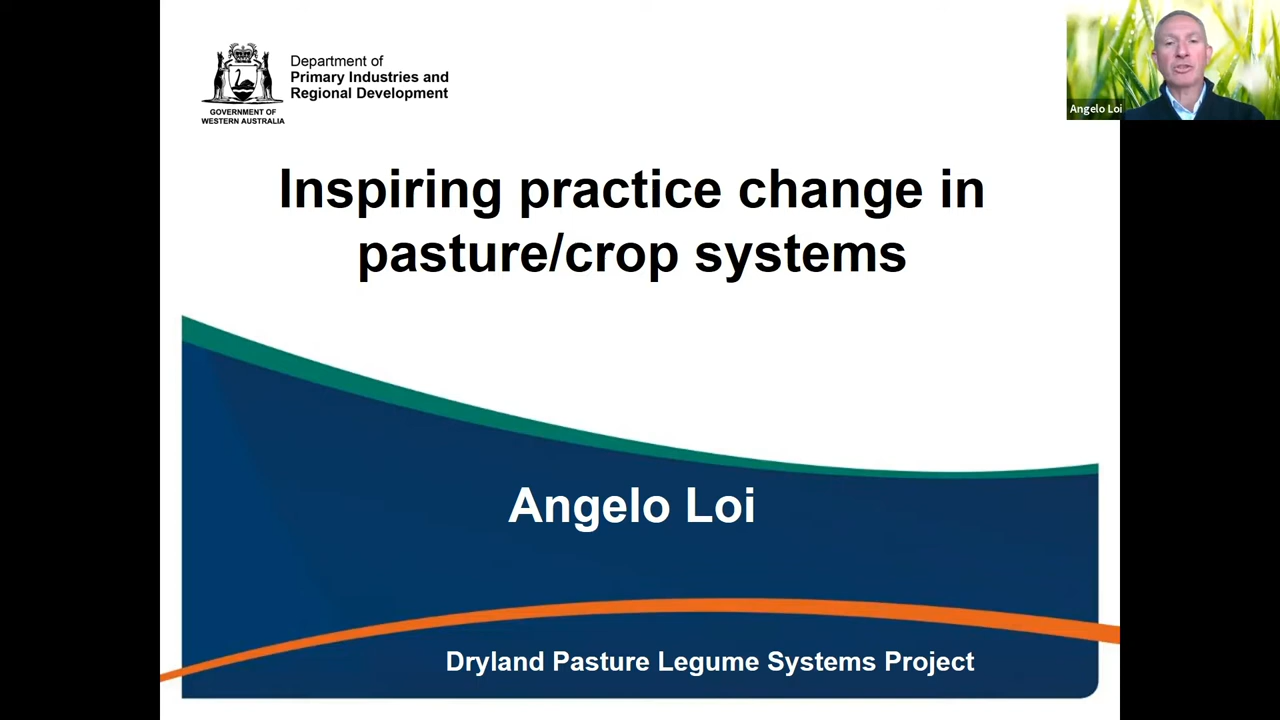 Department of
Primary Industries and
Regional Development
GOVERNMENT OF
WESTERN AUSTRALIA
Angelo Loi
Inspiring practice change in
pasture/crop systems
Angelo Loi
Dryland Pasture Legume Systems Project